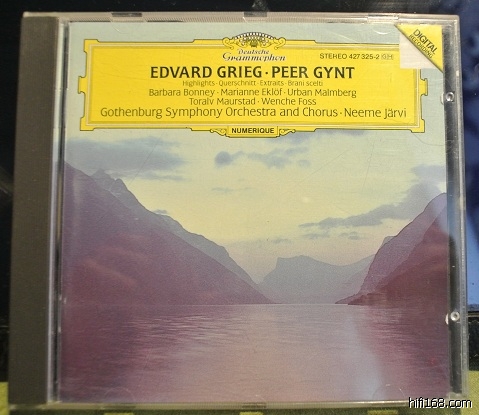 Deutsche
Grammophon
STEREO 427 325-2
DIGITAL
RECORDING
EDVARD GRIEG · PEER GYNT
Highlights · Querschnitt · Extraits · Brani scelti
Barbara Bonney · Marianne Eklöf · Urban Malmberg
Toralv Maurstad · Wenche Foss
Gothenburg Symphony Orchestra and Chorus · Neeme Järvi
NUMERIQUE
hifi168.com